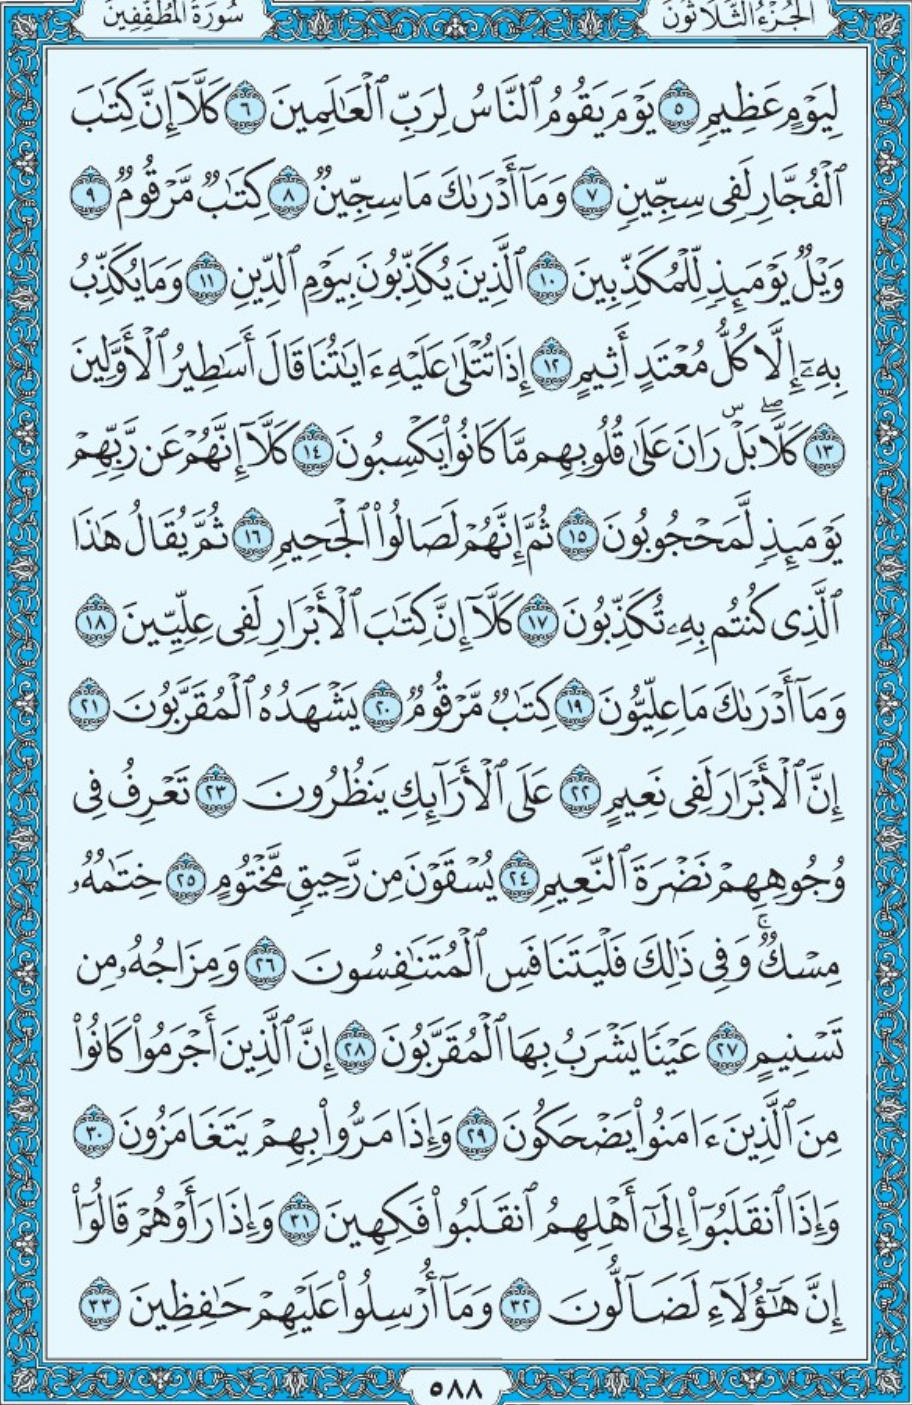 الجُزْءُ الثَّلَاثُونَ
سُورَةُ المُطَفِّفِينَ
لِيَوْمٍ عَظِيمٍ ٥ يَوْمَ يَقُومُ ٱلنَّاسُ لِرَبِّ ٱلْعَٰلَمِينَ ٦ كَلَّآ إِنَّ كِتَٰبَ
ٱلْفُجَّارِ لَفِى سِجِّينٍ ٧ وَمَآ أَدْرَىٰكَ مَا سِجِّينٌ ٨ كِتَٰبٌ مَّرْقُومٌ ٩
وَيْلٌ يَوْمَئِذٍ لِّلْمُكَذِّبِينَ ١٠ ٱلَّذِينَ يُكَذِّبُونَ بِيَوْمِ ٱلدِّينِ ١١ وَمَا يُكَذِّبُ
بِهِۦٓ إِلَّا كُلُّ مُعْتَدٍ أَثِيمٍ ١٢ إِذَا تُتْلَىٰ عَلَيْهِ ءَايَٰتُنَا قَالَ أَسَٰطِيرُ ٱلْأَوَّلِينَ
١٣ كَلَّا ۖ بَلْ ۜ رَانَ عَلَىٰ قُلُوبِهِم مَّا كَانُوا۟ يَكْسِبُونَ ١٤ كَلَّآ إِنَّهُمْ عَن رَّبِّهِمْ
يَوْمَئِذٍ لَّمَحْجُوبُونَ ١٥ ثُمَّ إِنَّهُمْ لَصَالُوا۟ ٱلْجَحِيمِ ١٦ ثُمَّ يُقَالُ هَٰذَا
ٱلَّذِى كُنتُم بِهِۦ تُكَذِّبُونَ ١٧ كَلَّآ إِنَّ كِتَٰبَ ٱلْأَبْرَارِ لَفِى عِلِّيِّينَ ١٨
وَمَآ أَدْرَىٰكَ مَا عِلِّيُّونَ ١٩ كِتَٰبٌ مَّرْقُومٌ ٢٠ يَشْهَدُهُ ٱلْمُقَرَّبُونَ ٢١
إِنَّ ٱلْأَبْرَارَ لَفِى نَعِيمٍ ٢٢ عَلَى ٱلْأَرَآئِكِ يَنظُرُونَ ٢٣ تَعْرِفُ فِى
وُجُوهِهِمْ نَضْرَةَ ٱلنَّعِيمِ ٢٤ يُسْقَوْنَ مِن رَّحِيقٍ مَّخْتُومٍ ٢٥ خِتَٰمُهُۥ
مِسْكٌ ۚ وَفِى ذَٰلِكَ فَلْيَتَنَافَسِ ٱلْمُتَنَٰفِسُونَ ٢٦ وَمِزَاجُهُۥ مِن
تَسْنِيمٍ ٢٧ عَيْنًا يَشْرَبُ بِهَا ٱلْمُقَرَّبُونَ ٢٨ إِنَّ ٱلَّذِينَ أَجْرَمُوا۟ كَانُوا۟
مِنَ ٱلَّذِينَ ءَامَنُوا۟ يَضْحَكُونَ ٢٩ وَإِذَا مَرُّوا۟ بِهِمْ يَتَغَامَزُونَ ٣٠
وَإِذَا ٱنقَلَبُوٓا۟ إِلَىٰٓ أَهْلِهِمُ ٱنقَلَبُوا۟ فَكِهِينَ ٣١ وَإِذَا رَأَوْهُمْ قَالُوٓا۟
إِنَّ هَٰٓؤُلَآءِ لَضَآلُّونَ ٣٢ وَمَآ أُرْسِلُوا۟ عَلَيْهِمْ حَٰفِظِينَ ٣٣
٥٨٨